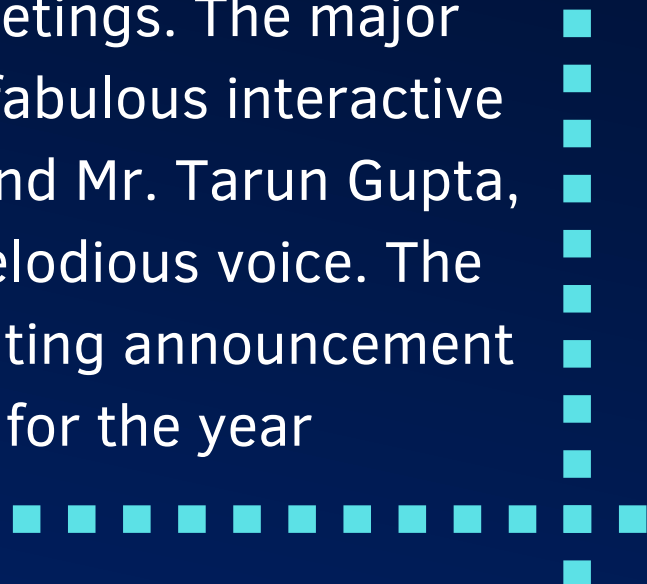 etings. The major
fabulous interactive
nd Mr. Tarun Gupta,
elodious voice. The
ting announcement
for the year